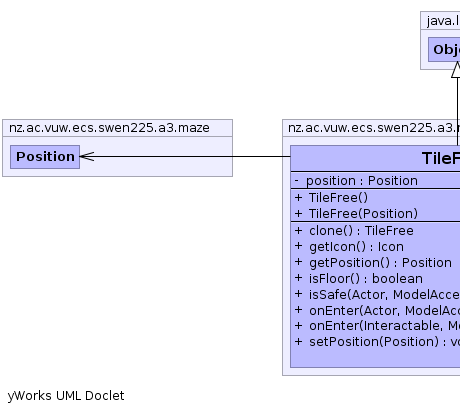 java.l
Obj
nz.ac.vuw.ecs.swen225.a3.maze
nz.ac.vuw.ecs.swen225.a3.
Position
TileF
- position : Position
+ TileFree()
+ TileFree(Position)
+ clone() : TileFree
+ getIcon() : Icon
+ getPosition() : Position
+ isFloor() : boolean
+ isSafe(Actor, ModelAcce
+ onEnter(Actor, ModelAcc
+ onEnter(Interactable, M
+ setPosition(Position) : v
yWorks UML Doclet